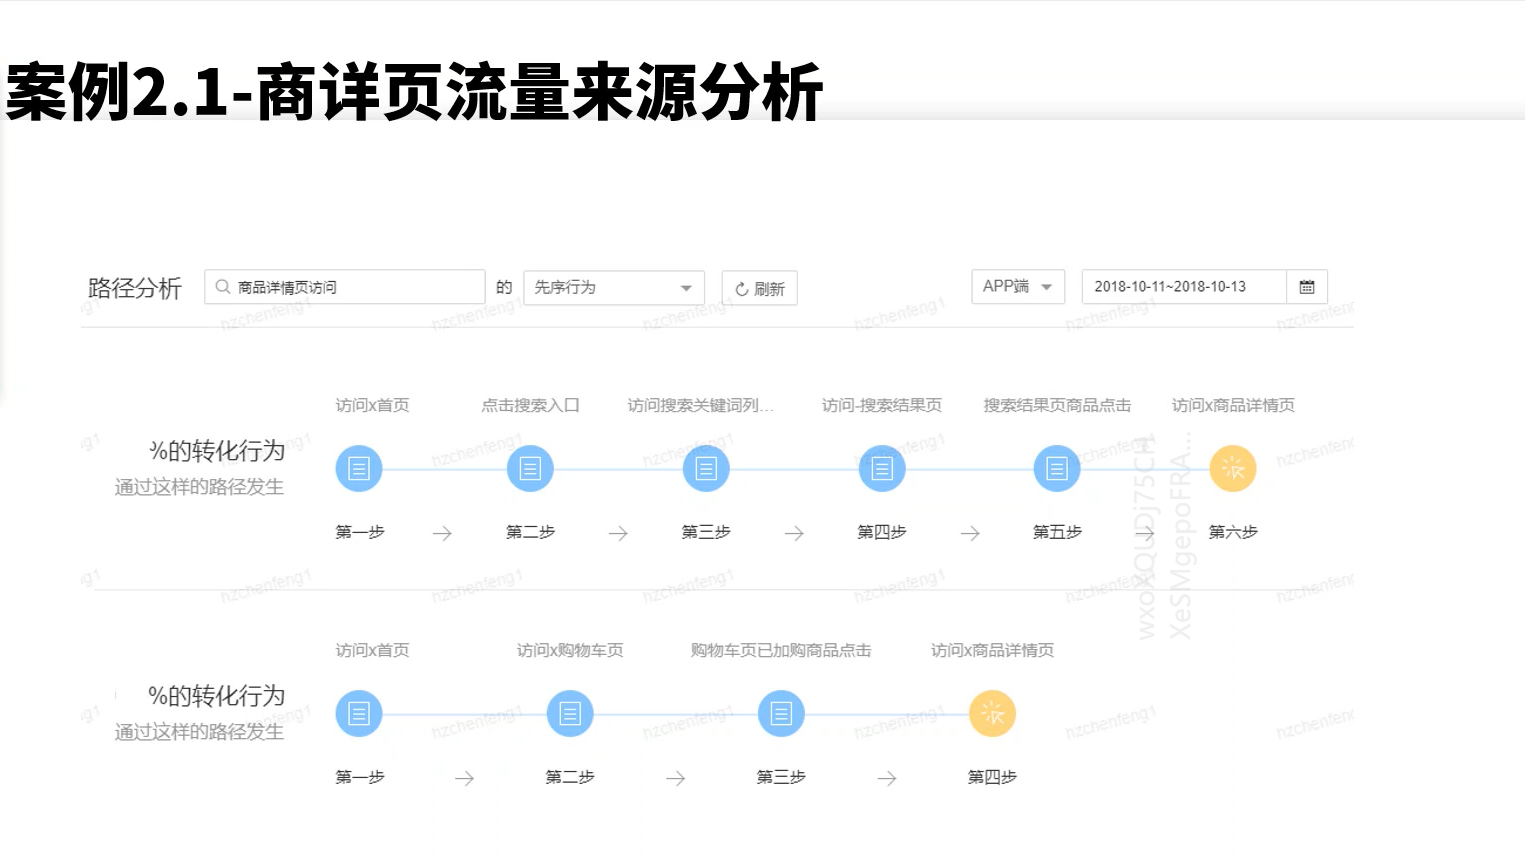 案例2.1-商详页流量来源分析
路径分析 商品详情页访问 的 先序行为 刷新 APP端 2018-10-11~2018-10-13
访问x首页 点击搜索入口 访问搜索关键词列... 访问-搜索结果页 搜索结果页商品点击 访问x商品详情页
%的转化行为
通过这样的路径发生
第一步 第二步 第三步 第四步 第五步 第六步
访问x首页 访问x购物车页 购物车页已加购商品点击 访问x商品详情页
%的转化行为
通过这样的路径发生
第一步 第二步 第三步 第四步
hzchenfeng1
XeSMgepoFRA...